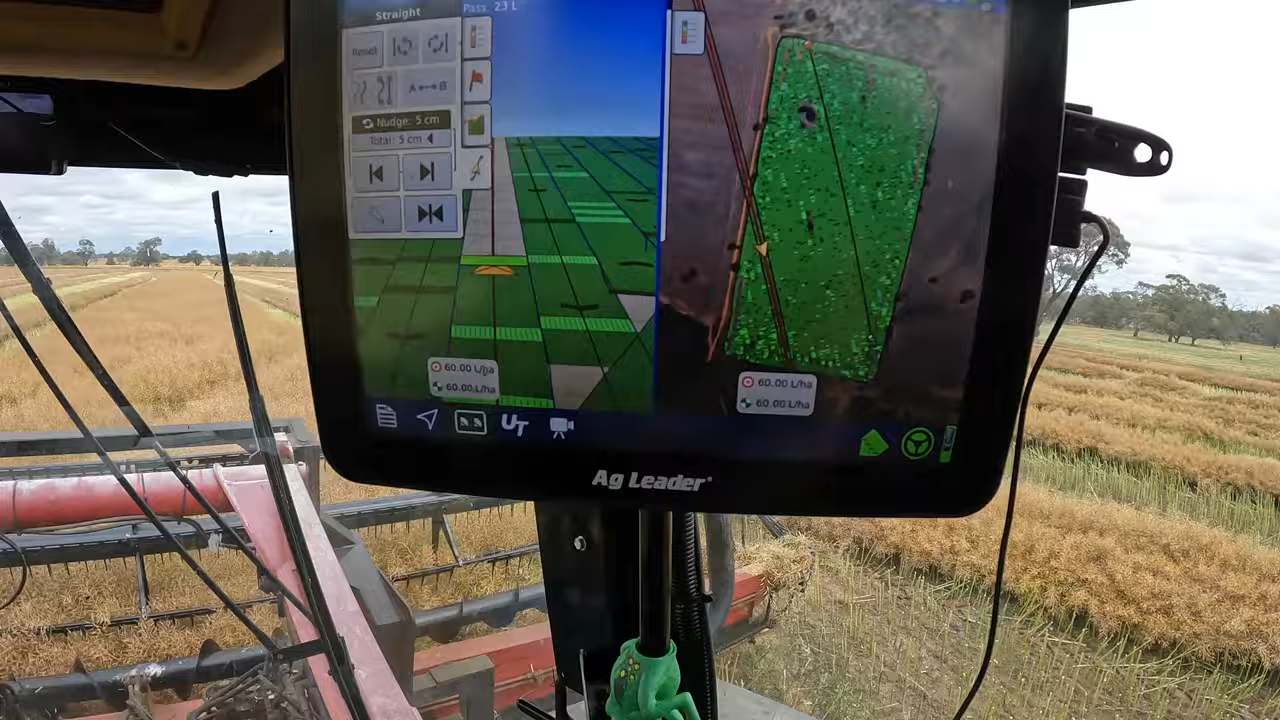 Straight
Pass: 23 L
Reset
A B
Nudge: 5 cm
Total: 5 cm
60.00 L/ha
60.00 L/ha
60.00 L/ha
60.00 L/ha
UT
Ag Leader